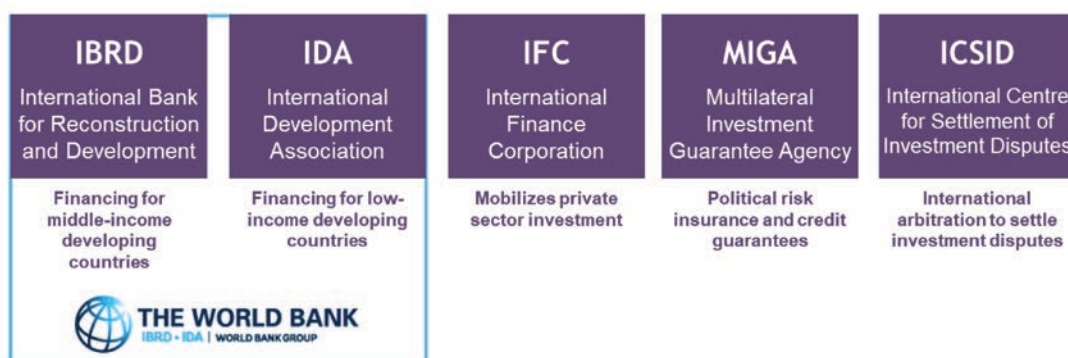 IBRD
International Bank
for Reconstruction
and Development
Financing for
middle-income
developing
countries
IDA
International
Development
Association
Financing for low-
income developing
countries
THE WORLD BANK
IBRD • IDA | WORLD BANK GROUP
IFC
International
Finance
Corporation
Mobilizes private
sector investment
MIGA
Multilateral
Investment
Guarantee Agency
Political risk
insurance and credit
guarantees
ICSID
International Centre
for Settlement of
Investment Disputes
International
arbitration to settle
investment disputes